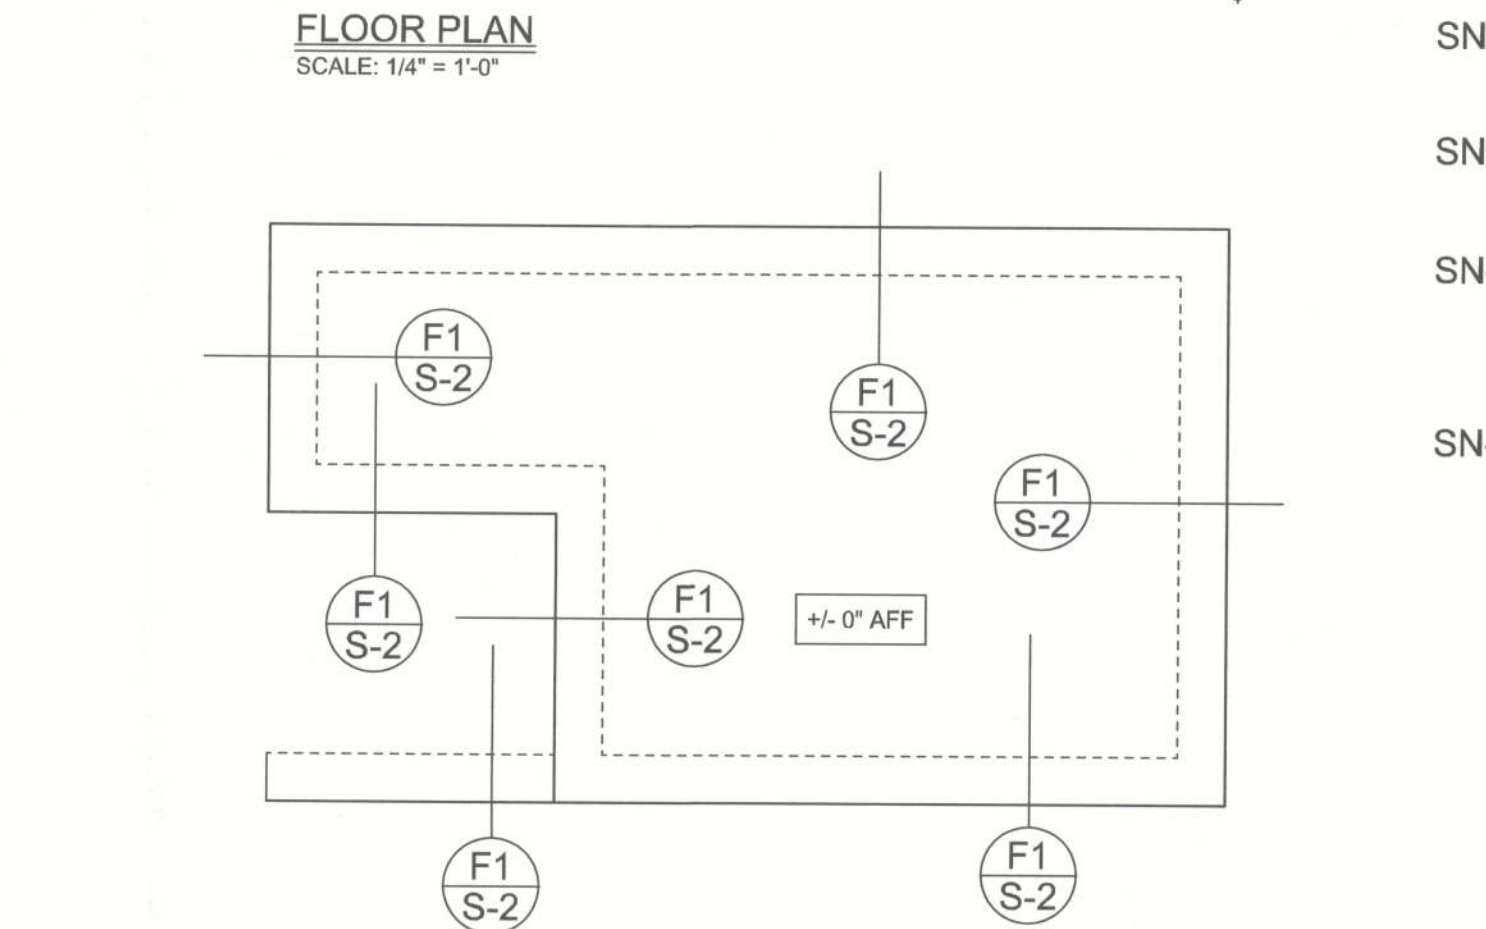 FLOOR PLAN
SCALE: 1/4" = 1'-0"
SN
SN
SN
SN
F1
S-2
F1
S-2
F1
S-2
F1
S-2
F1
S-2
+/- 0" AFF
F1
S-2
F1
S-2